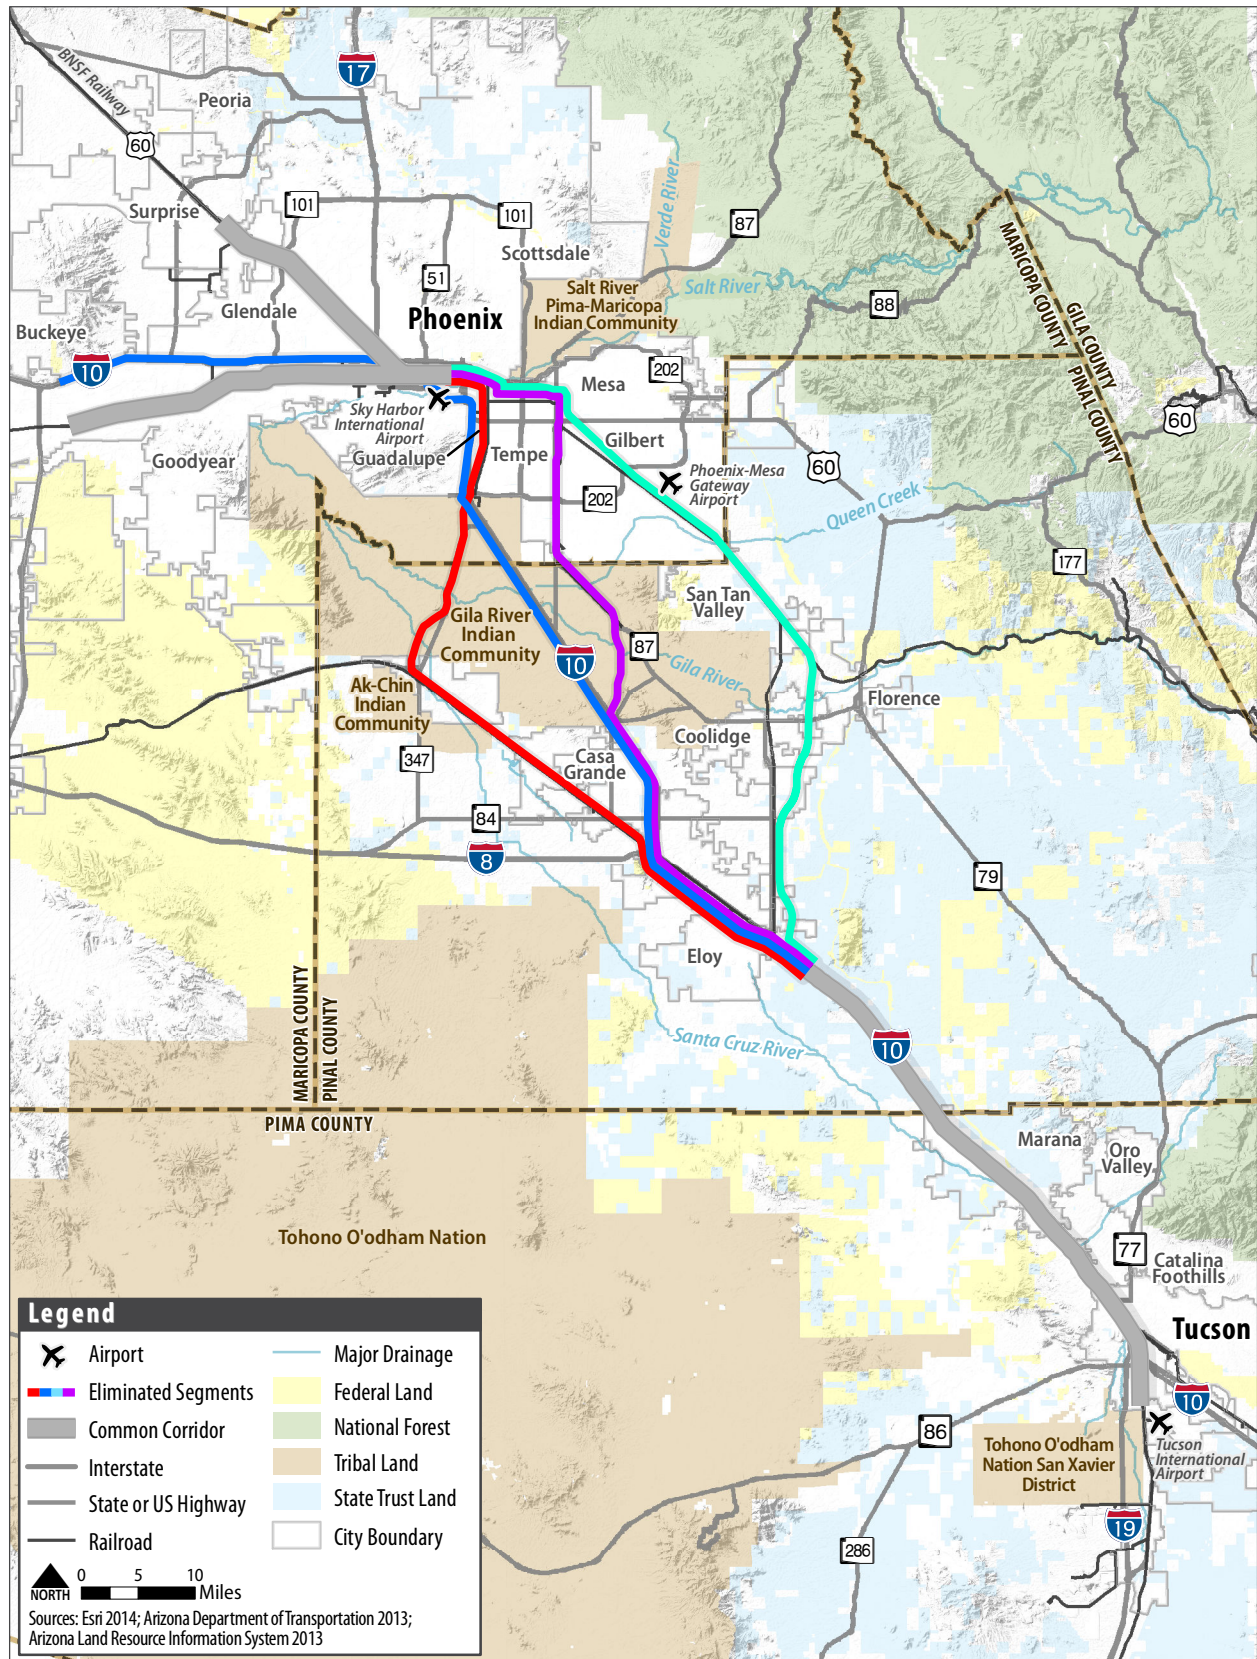 BNSF Railway
17
Peoria
60
Surprise
101
101
Scottsdale
Verde River
87
51
Glendale
Phoenix
Salt River
Pima-Maricopa
Indian Community
Salt River
88
MARICOPA COUNTY
GILA COUNTY
PINAL COUNTY
Buckeye
10
Mesa
202
60
Sky Harbor
International
Airport
Guadalupe
Tempe
Gilbert
Goodyear
Phoenix-Mesa
Gateway
Airport
60
202
Queen Creek
177
San Tan
Valley
Gila River
Indian
Community
87
10
Gila River
Florence
Ak-Chin
Indian
Community
Coolidge
347
Casa
Grande
84
8
79
Eloy
MARICOPA COUNTY
PINAL COUNTY
Santa Cruz River
10
PIMA COUNTY
Marana
Oro
Valley
Tohono O'odham Nation
77
Catalina
Foothills
Tucson
10
86
Tohono O'odham
Nation San Xavier
District
Tucson
International
Airport
19
286
Legend
Airport
Eliminated Segments
Common Corridor
Interstate
State or US Highway
Railroad
Major Drainage
Federal Land
National Forest
Tribal Land
State Trust Land
City Boundary
NORTH
0 5 10
Miles
Sources: Esri 2014; Arizona Department of Transportation 2013;
Arizona Land Resource Information System 2013